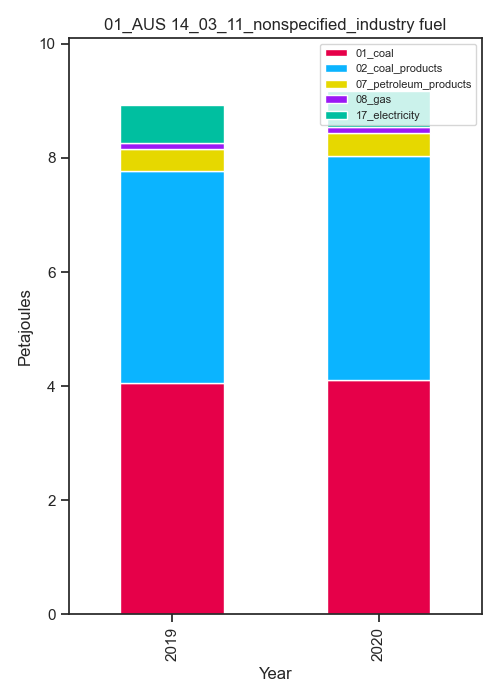 01_AUS 14_03_11_nonspecified_industry fuel
01_coal
02_coal_products
07_petroleum_products
08_gas
17_electricity
10
8
6
4
2
0
Petajoules
2019
2020
Year